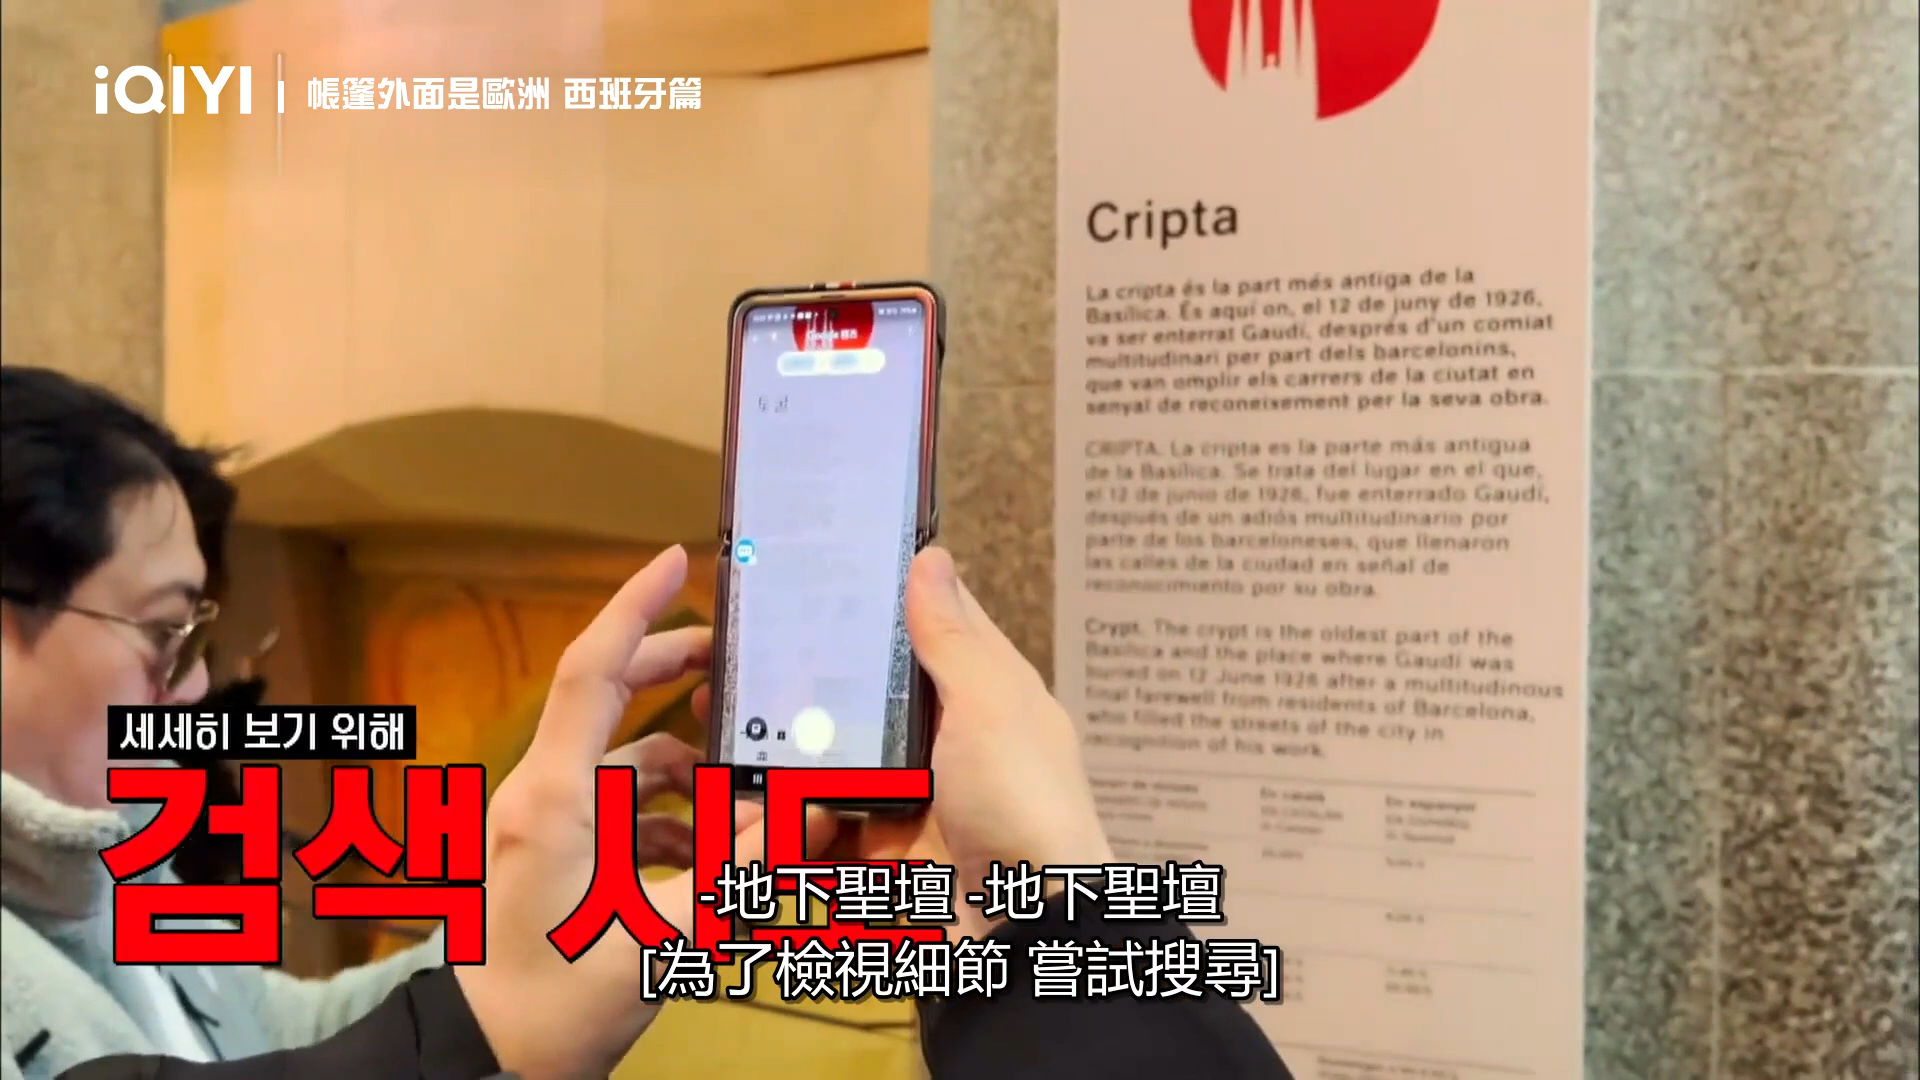 iQIYI | 帳篷外面是歐洲 西班牙篇
Cripta
La cripta és la part més antiga de la
Basílica. És aquí on, el 12 de juny de 1926,
va ser enterrat Gaudí, després d'un comiat
multitudinari per part dels barcelonins,
que van omplir els carrers de la ciutat en
senyal de reconeixement per la seva obra.
CRIPTA. La cripta es la parte más antigua
de la Basílica. Se trata del lugar en el que,
el 12 de junio de 1926, fue enterrado Gaudí,
después de un adiós multitudinario por
parte de los barceloneses, que llenaron
las calles de la ciudad en señal de
reconocimiento por su obra.
Crypt. The crypt is the oldest part of the
Basilica and the place where Gaudí was
buried on 12 June 1926 after a multitudinous
final farewell from residents of Barcelona,
who filled the streets of the city in
recognition of his work.
Google
세세히 보기 위해
검색 시도
-地下聖壇 -地下聖壇
[為了檢視細節 嘗試搜尋]